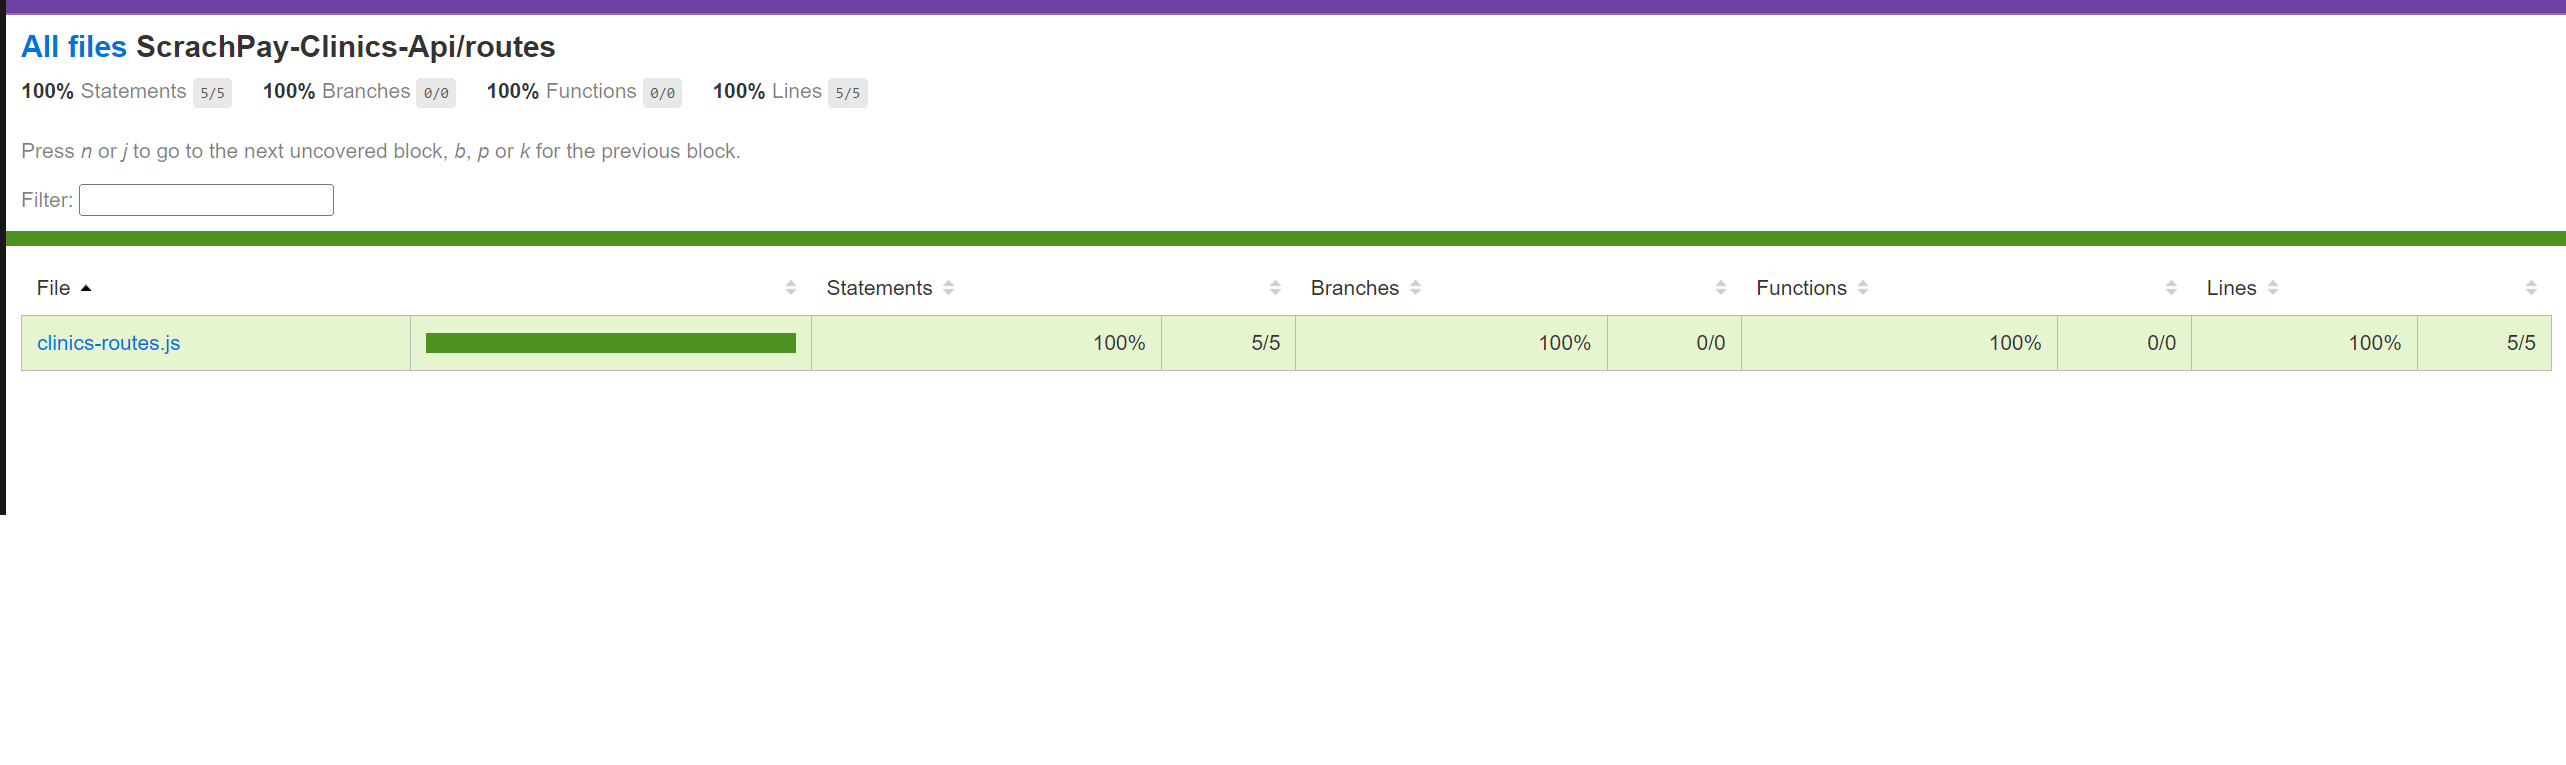 All files ScrachPay-Clinics-Api/routes
100% Statements 5/5 100% Branches 0/0 100% Functions 0/0 100% Lines 5/5
Press n or j to go to the next uncovered block, b, p or k for the previous block.
Filter:
File Statements Branches Functions Lines
clinics-routes.js 100% 5/5 100% 0/0 100% 0/0 100% 5/5